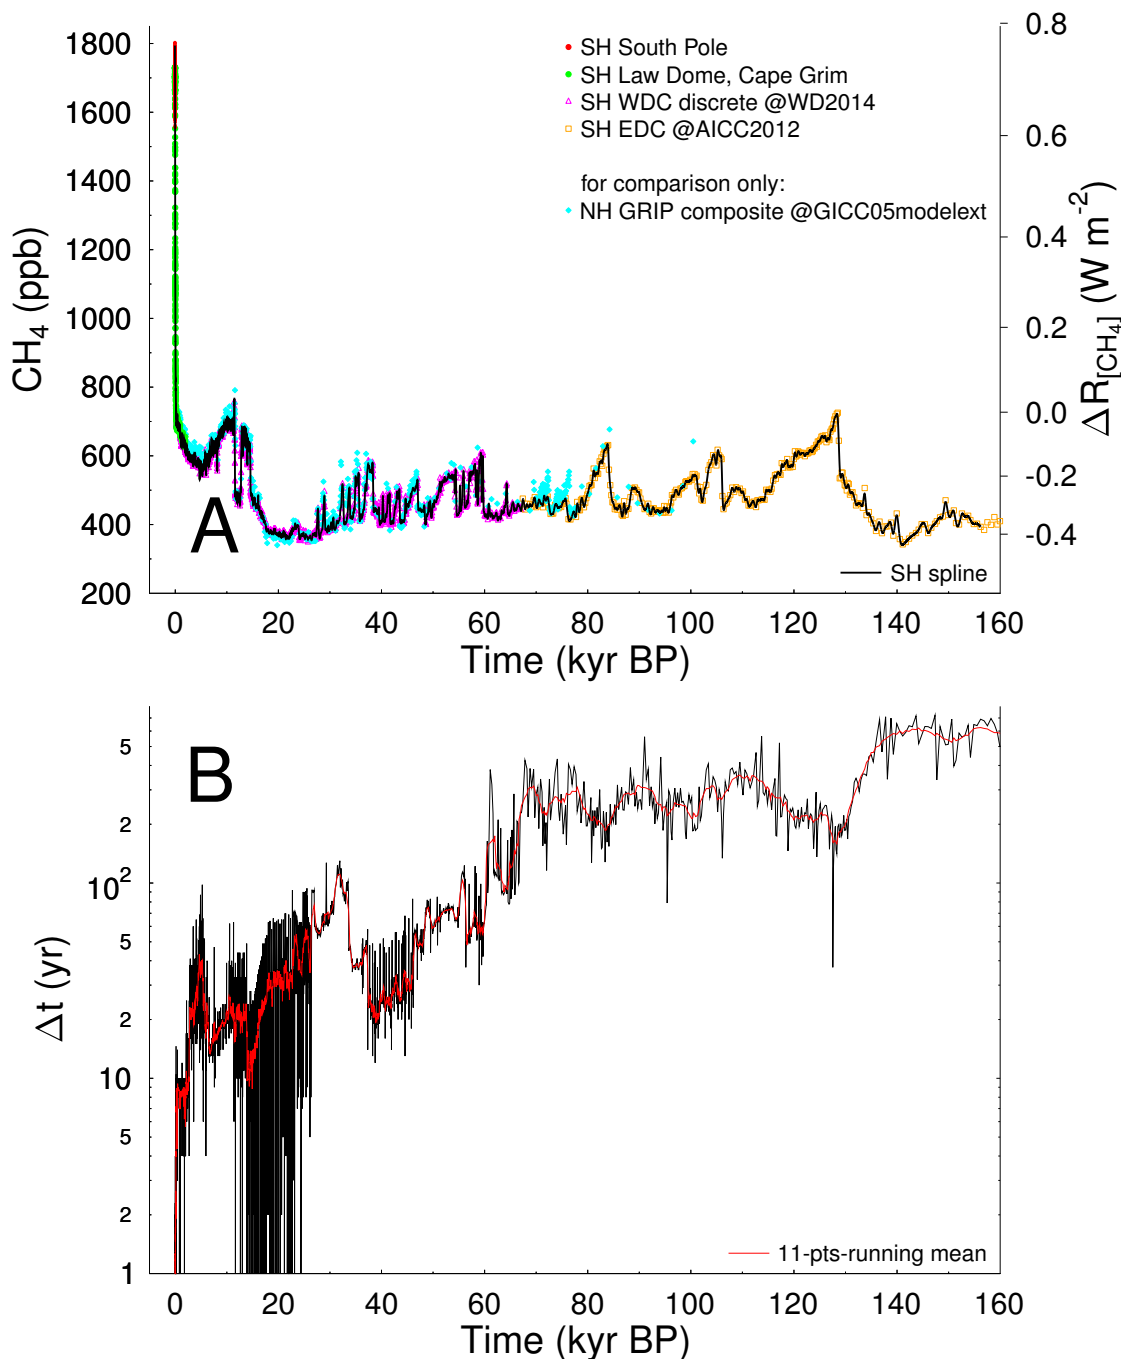 SH South Pole
SH Law Dome, Cape Grim
SH WDC discrete @WD2014
SH EDC @AICC2012
for comparison only:
NH GRIP composite @GICC05modelext
1800
1600
1400
1200
1000
800
600
400
200
CH4 (ppb)
0.8
0.6
0.4
0.2
0.0
-0.2
-0.4
ΔR[CH4] (W m-2)
A
SH spline
0 20 40 60 80 100 120 140 160
Time (kyr BP)
B
5
2
10²
5
2
10
5
2
1
Δt (yr)
11-pts-running mean
0 20 40 60 80 100 120 140 160
Time (kyr BP)